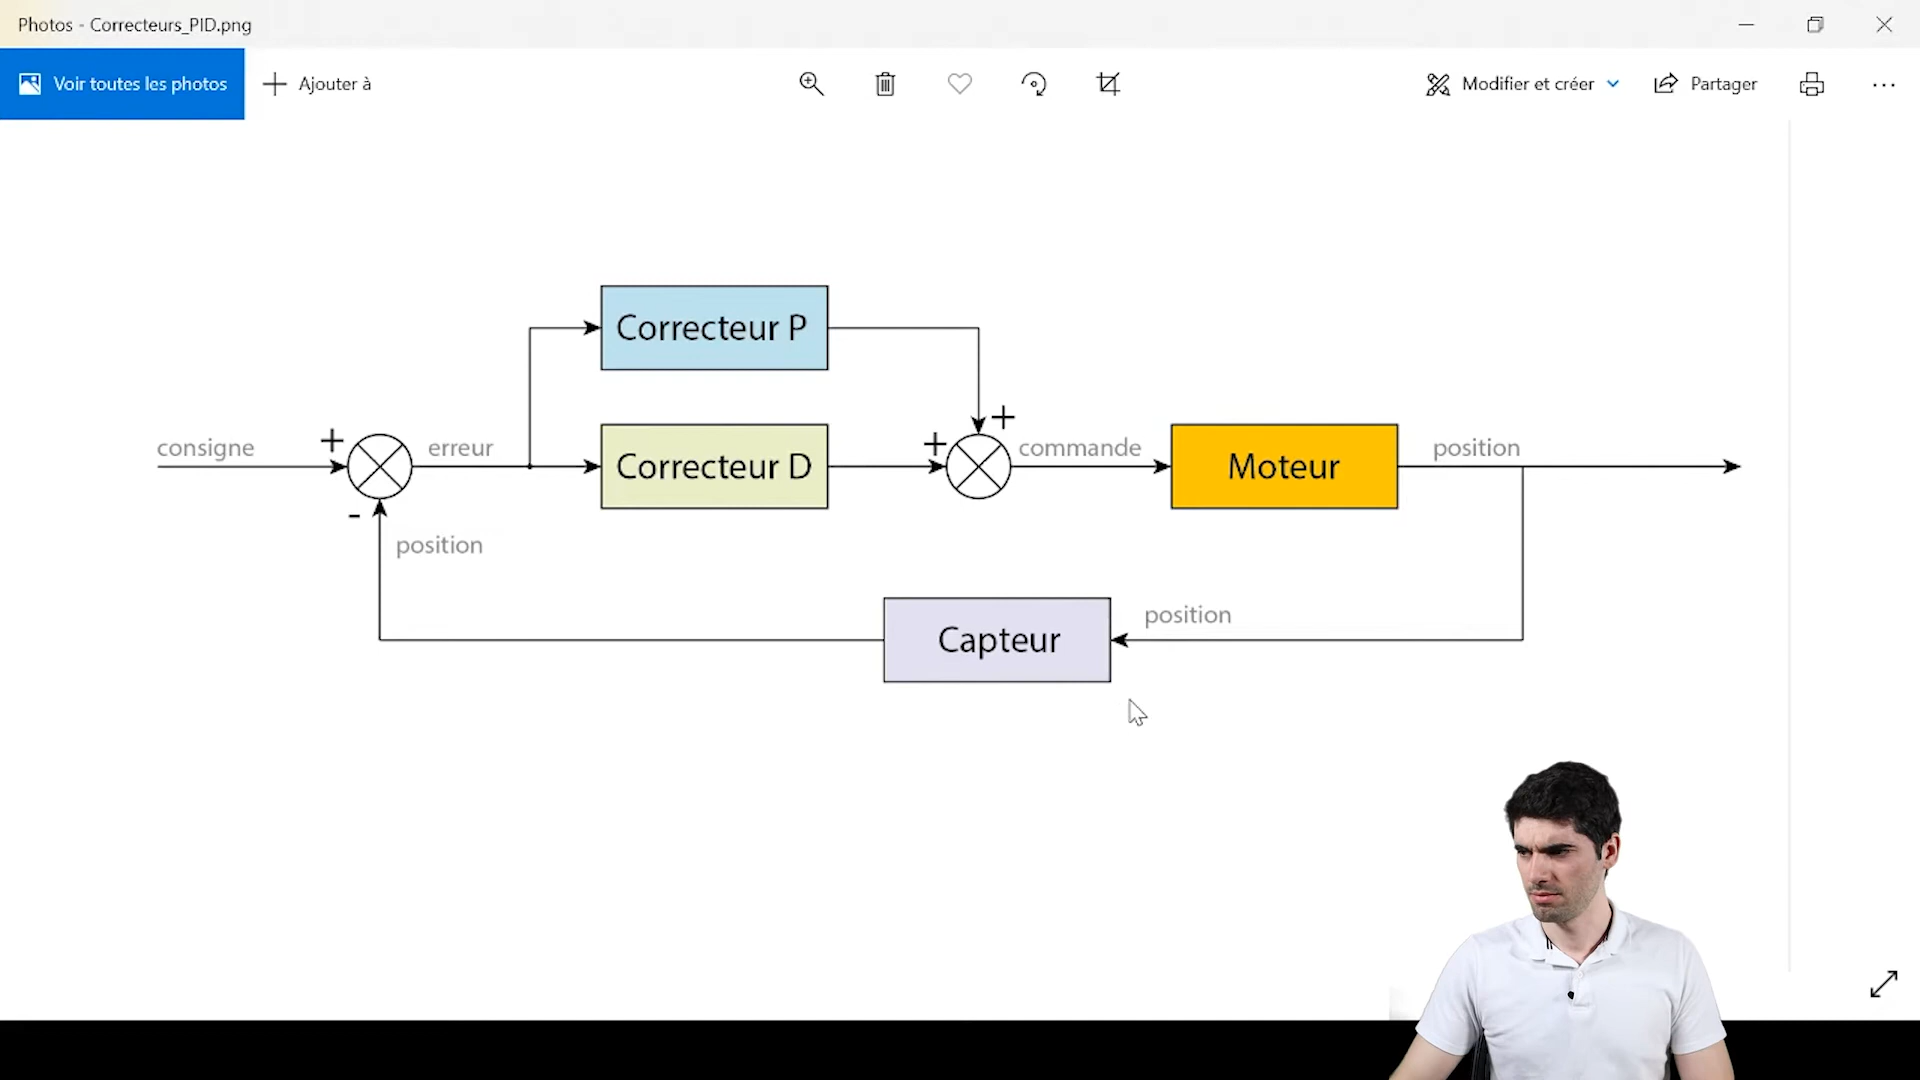 Photos - Correcteurs_PID.png
Voir toutes les photos
Ajouter à
Modifier et créer
Partager
Correcteur P
consigne
+
erreur
Correcteur D
+
+
commande
Moteur
position
-
position
Capteur
position